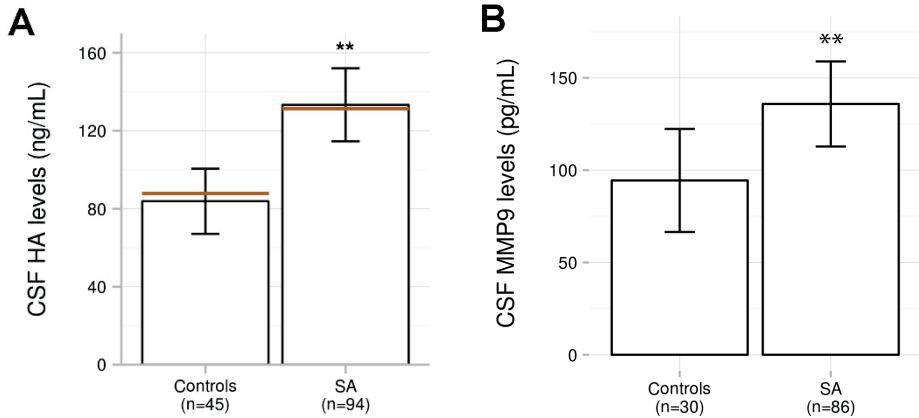 A
CSF HA levels (ng/mL)
160
120
80
40
0
**
Controls
(n=45)
SA
(n=94)
B
CSF MMP9 levels (pg/mL)
150
100
50
0
**
Controls
(n=30)
SA
(n=86)